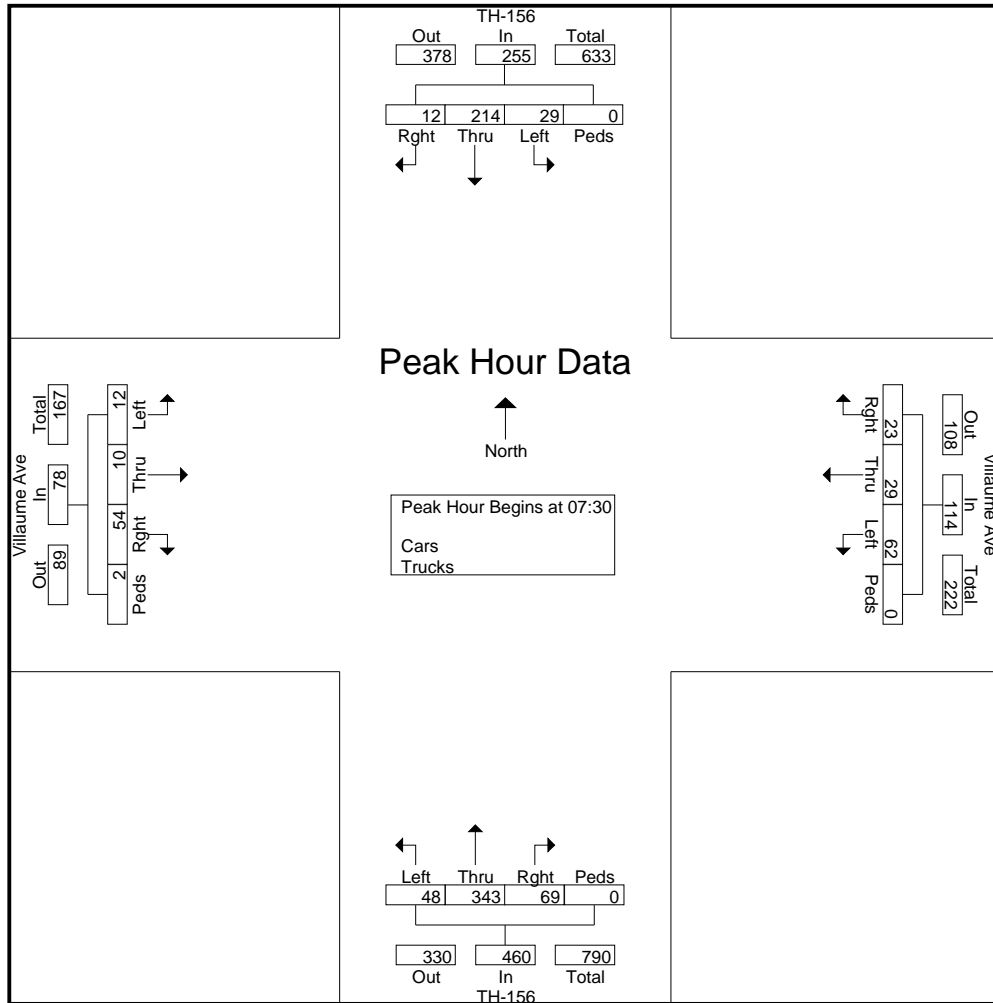 TH-156
Out In Total
378 255 633
12 214 29 0
Rght Thru Left Peds
Peak Hour Data
North
Peak Hour Begins at 07:30
Cars
Trucks
Villaume Ave
Out In Total
89 78 167
Left Thru Rght Peds
12 10 54 2
Villaume Ave
Out In Total
108 114 222
23 29 62 0
Rght Thru Left Peds
Left Thru Rght Peds
48 343 69 0
330 460 790
Out In Total
TH-156